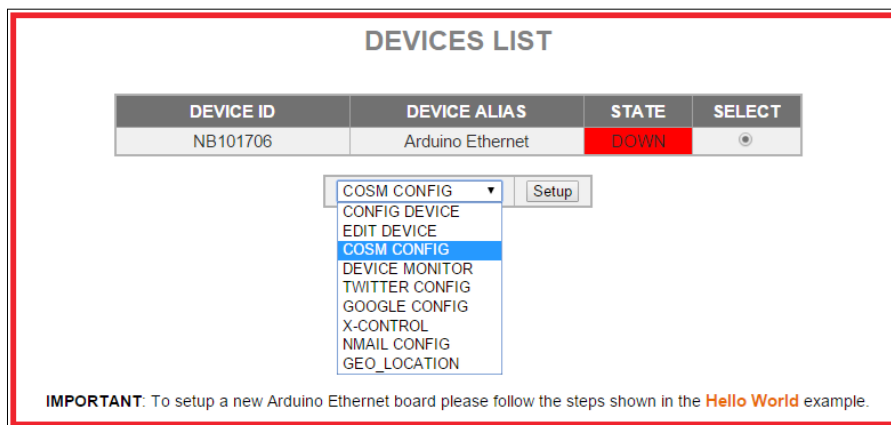 DEVICES LIST
DEVICE ID DEVICE ALIAS STATE SELECT
NB101706 Arduino Ethernet DOWN
COSM CONFIG Setup
CONFIG DEVICE
EDIT DEVICE
COSM CONFIG
DEVICE MONITOR
TWITTER CONFIG
GOOGLE CONFIG
X-CONTROL
NMAIL CONFIG
GEO_LOCATION
IMPORTANT: To setup a new Arduino Ethernet board please follow the steps shown in the Hello World example.